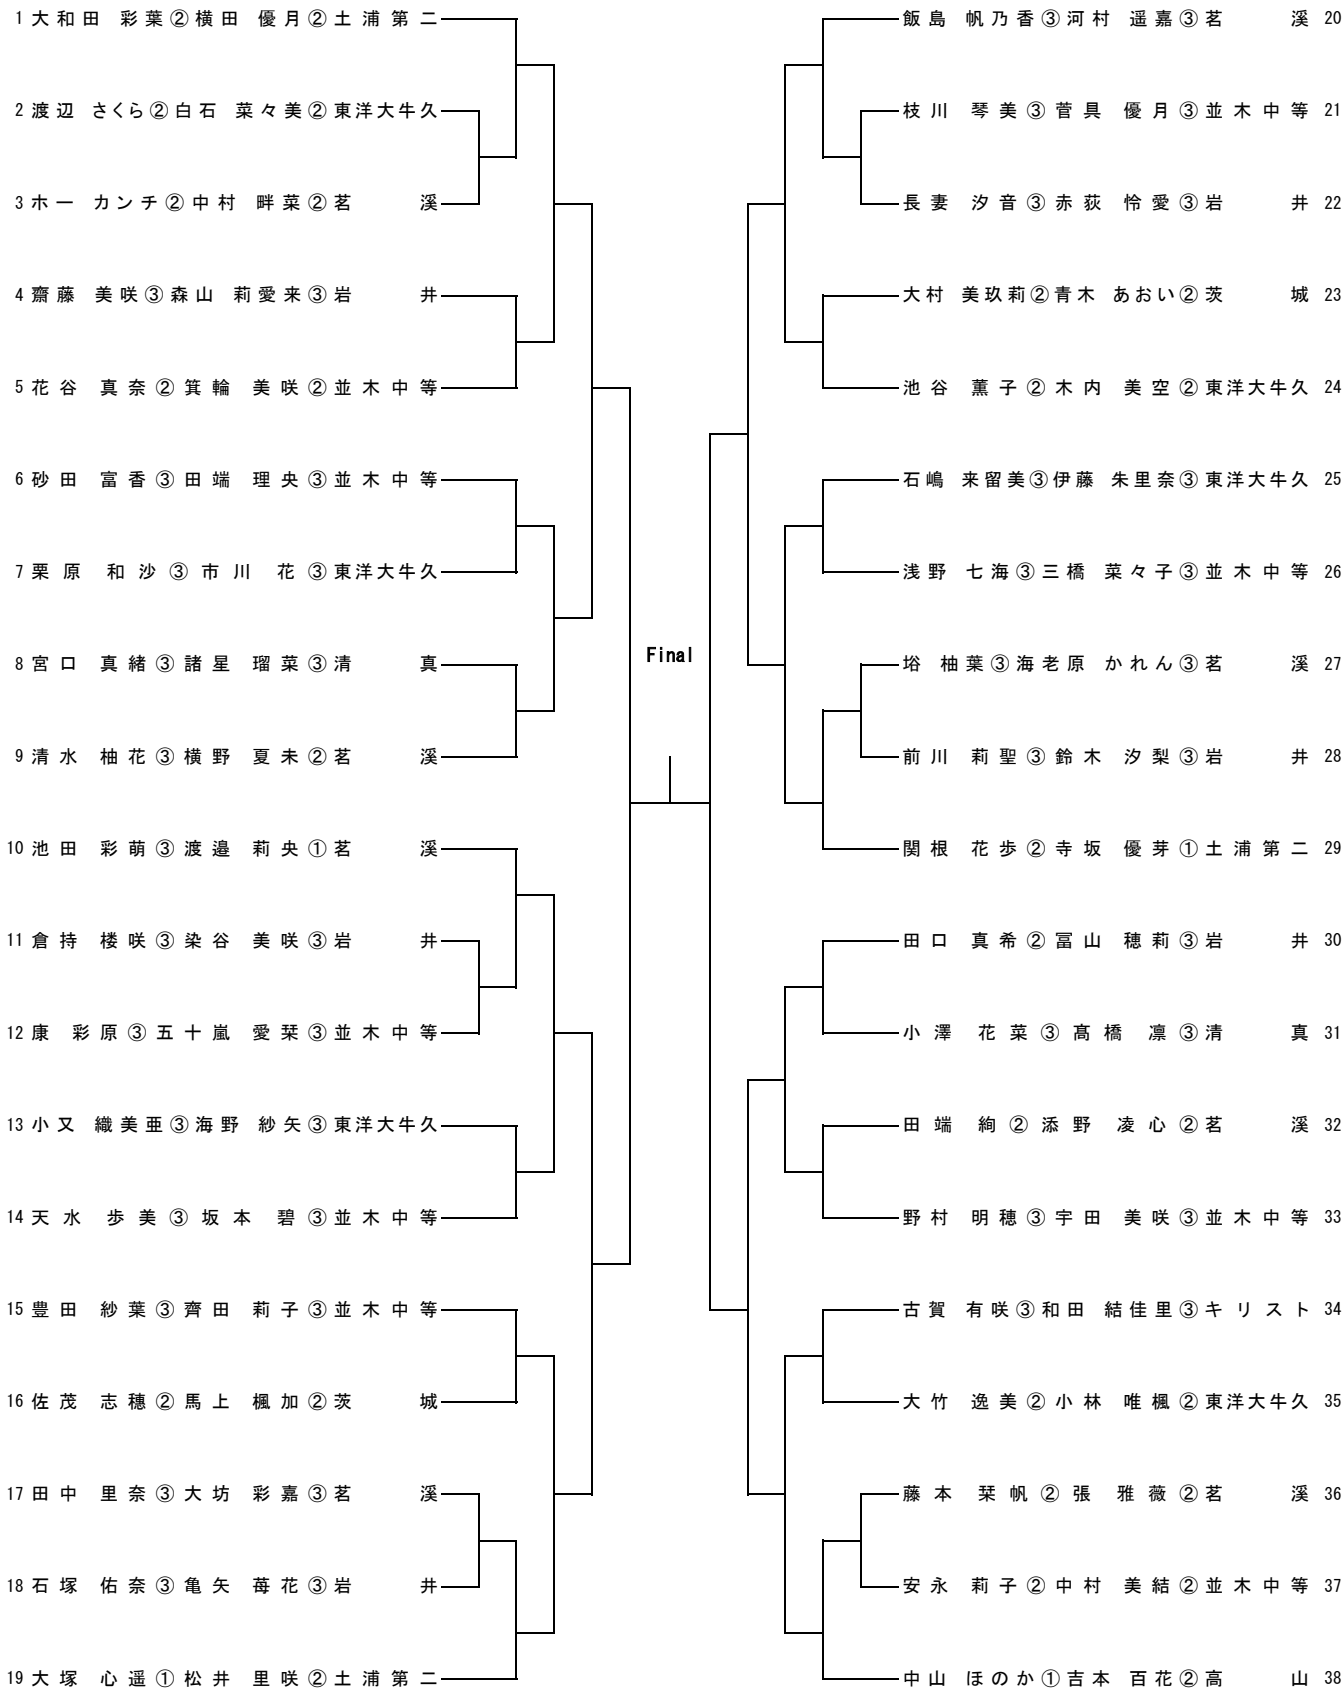 1 大和田 彩葉② 横田 優月② 土浦第二
2 渡辺 さくら② 白石 菜々美② 東洋大牛久
3 ホー カンチ② 中村 畔菜② 茗溪
4 齋藤 美咲③ 森山 莉愛来③ 岩井
5 花谷 真奈② 箕輪 美咲② 並木中等
6 砂田 富香③ 田端 理央③ 並木中等
7 栗原 和沙③ 市川 花③ 東洋大牛久
8 宮口 真緒③ 諸星 瑠菜③ 清真
9 清水 柚花③ 横野 夏未② 茗溪
10 池田 彩萌③ 渡邉 莉央① 茗溪
11 倉持 楼咲③ 染谷 美咲③ 岩井
12 康 彩原③ 五十嵐 愛栞③ 並木中等
13 小又 織美亜③ 海野 紗矢③ 東洋大牛久
14 天水 歩美③ 坂本 碧③ 並木中等
15 豊田 紗葉③ 齊田 莉子③ 並木中等
16 佐茂 志穂② 馬上 楓加② 茨城
17 田中 里奈③ 大坊 彩嘉③ 茗溪
18 石塚 佑奈③ 亀矢 苺花③ 岩井
19 大塚 心遥① 松井 里咲② 土浦第二
Final
飯島 帆乃香③ 河村 遥嘉③ 茗溪 20
枝川 琴美③ 菅具 優月③ 並木中等 21
長妻 汐音③ 赤荻 怜愛③ 岩井 22
大村 美玖莉② 青木 あおい② 茨城 23
池谷 薫子② 木内 美空② 東洋大牛久 24
石嶋 来留美③ 伊藤 朱里奈③ 東洋大牛久 25
浅野 七海③ 三橋 菜々子③ 並木中等 26
塙 柚葉③ 海老原 かれん③ 茗溪 27
前川 莉聖③ 鈴木 汐梨③ 岩井 28
関根 花歩② 寺坂 優芽① 土浦第二 29
田口 真希② 冨山 穂莉③ 岩井 30
小澤 花菜③ 髙橋 凛③ 清真 31
田端 絢② 添野 凌心② 茗溪 32
野村 明穂③ 宇田 美咲③ 並木中等 33
古賀 有咲③ 和田 結佳里③ キリスト 34
大竹 逸美② 小林 唯楓② 東洋大牛久 35
藤本 栞帆② 張 雅薇② 茗溪 36
安永 莉子② 中村 美結② 並木中等 37
中山 ほのか① 吉本 百花② 高山 38